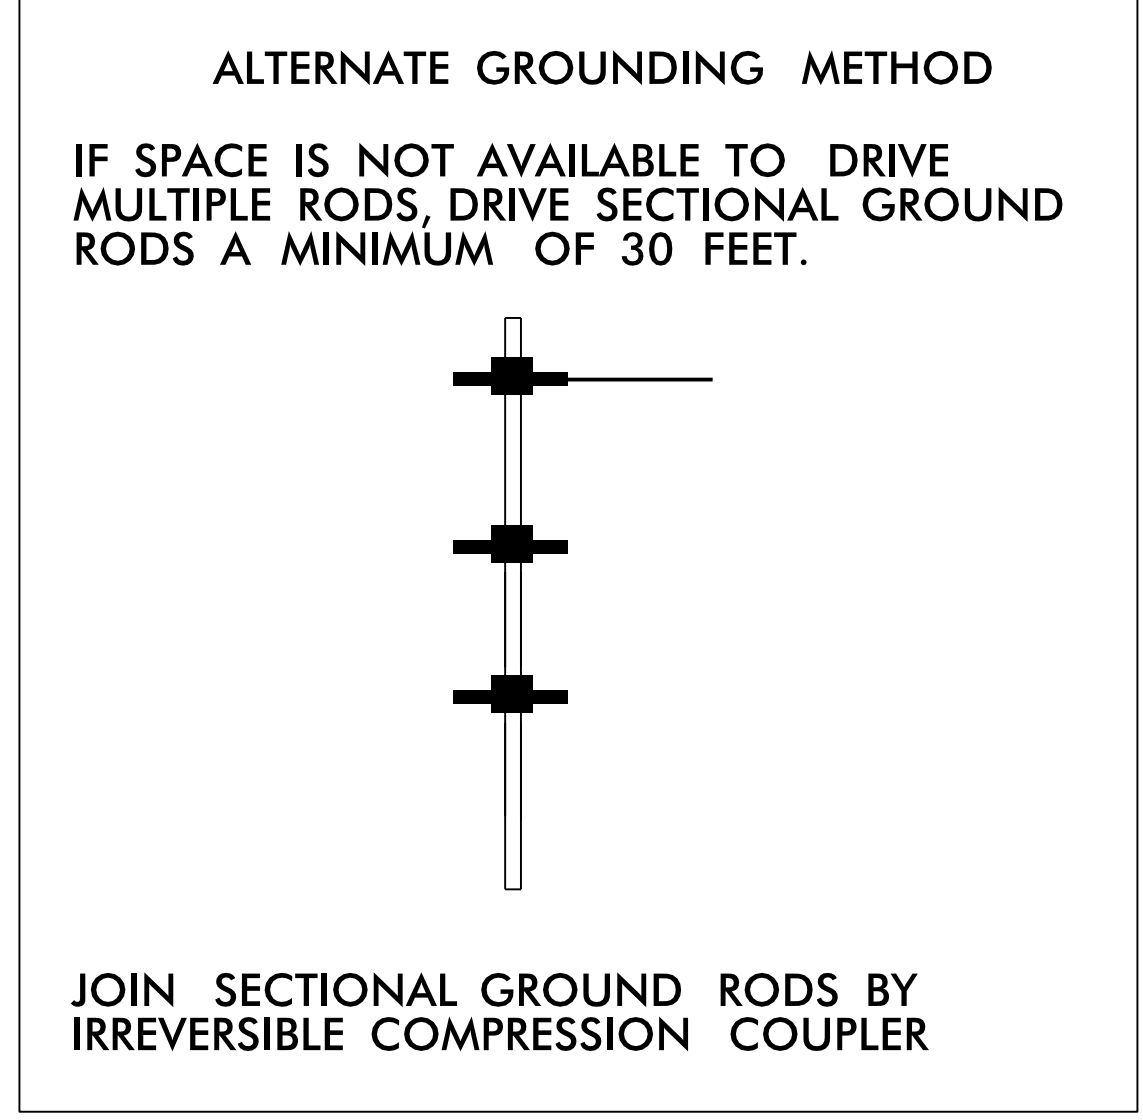 ALTERNATE GROUNDING METHOD
IF SPACE IS NOT AVAILABLE TO DRIVE
MULTIPLE RODS, DRIVE SECTIONAL GROUND
RODS A MINIMUM OF 30 FEET.
JOIN SECTIONAL GROUND RODS BY
IRREVERSIBLE COMPRESSION COUPLER